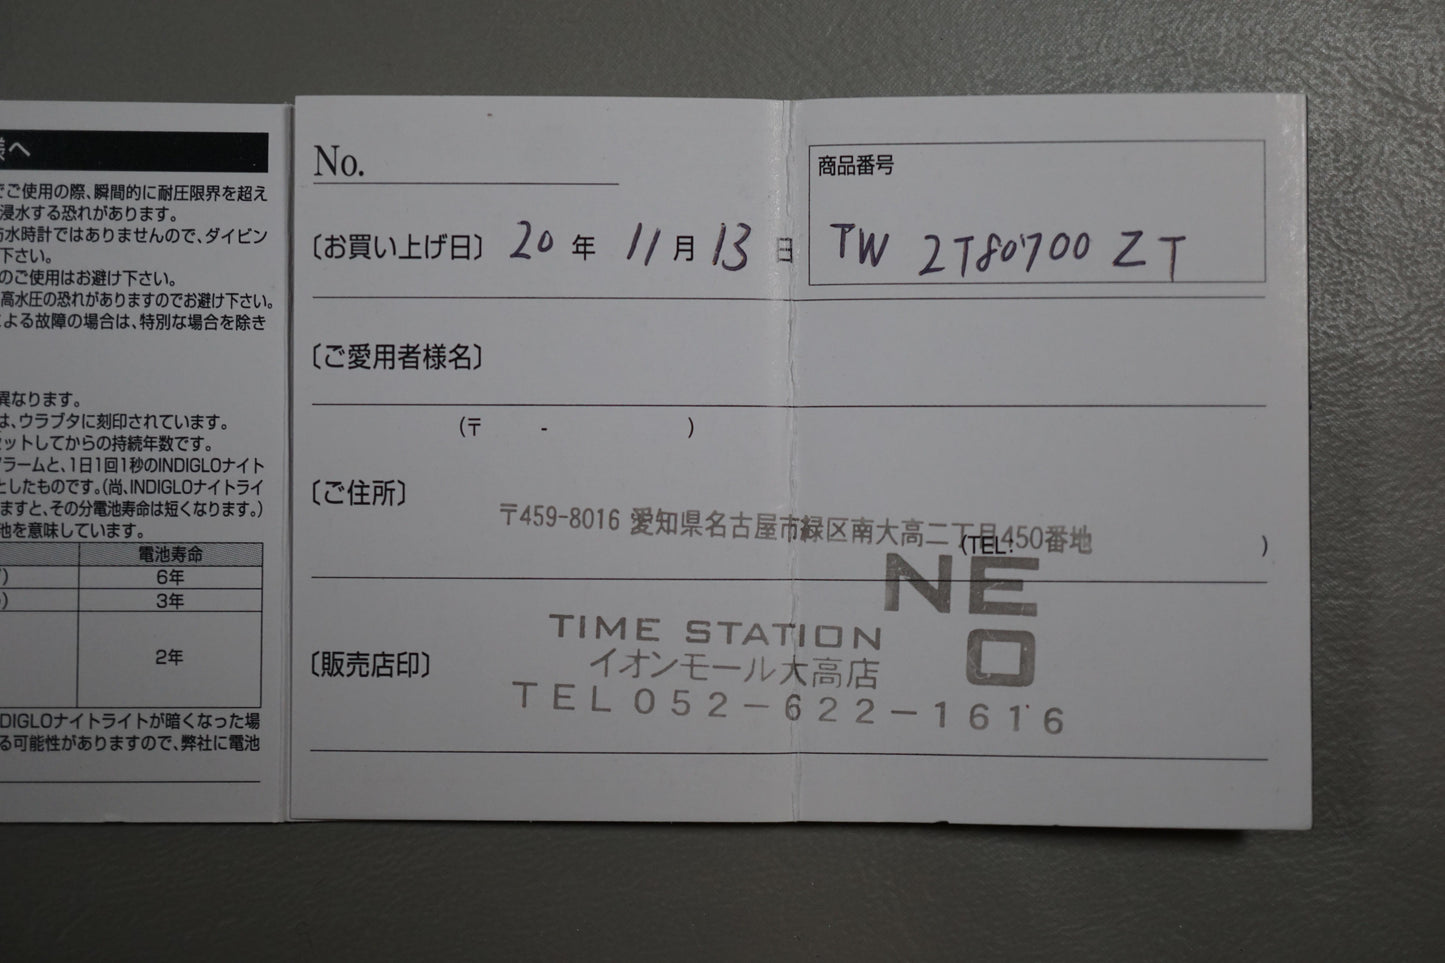 様へ
でご使用の際、瞬間的に耐圧限界を超え
浸水する恐れがあります。
防水時計ではありませんので、ダイビン
下さい。
のご使用はお避け下さい。
高水圧の恐れがありますのでお避け下さい。
よる故障の場合は、特別な場合を除き
異なります。
は、ウラブタに刻印されています。
セットしてからの持続年数です。
アラームと、1日1回1秒のINDIGLOナイト
としたものです。(尚、INDIGLOナイトライ
ますと、その分電池寿命は短くなります。)
池を意味しています。
電池寿命
6年
3年
2年
NDIGLOナイトライトが暗くなった場
る可能性がありますので、弊社に電池
No.
商品番号
TW 2T80700 ZT
〔お買い上げ日〕 20 年 11 月 13 日
〔ご愛用者様名〕
(〒 - )
〔ご住所〕
〒459-8016 愛知県名古屋市緑区南大高二丁目450番地
(TEL: )
NEO
TIME STATION
〔販売店印〕
イオンモール大高店
TEL052-622-1616